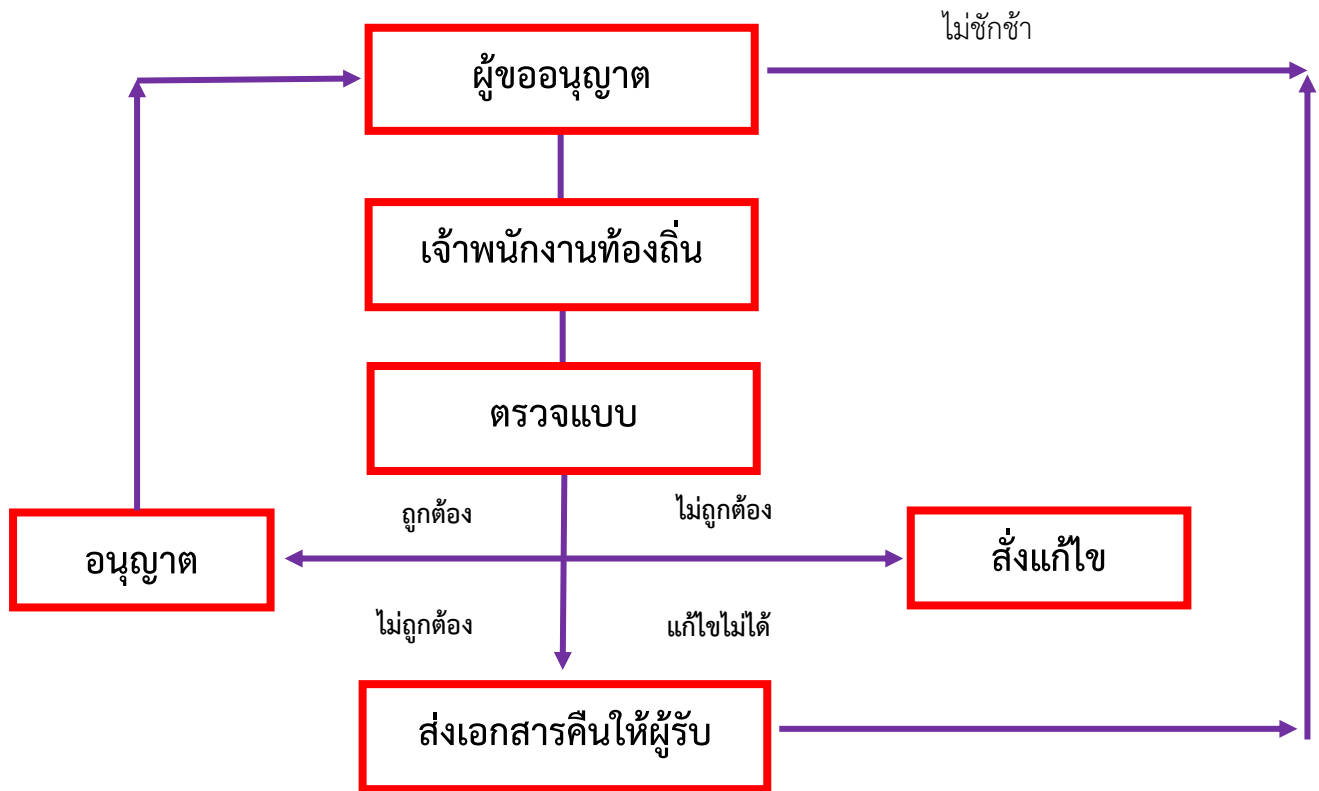 ไม่ชักช้า
ผู้ขออนุญาต
เจ้าพนักงานท้องถิ่น
ตรวจแบบ
ถูกต้อง
ไม่ถูกต้อง
อนุญาต
สั่งแก้ไข
ไม่ถูกต้อง
แก้ไขไม่ได้
ส่งเอกสารคืนให้ผู้รับ